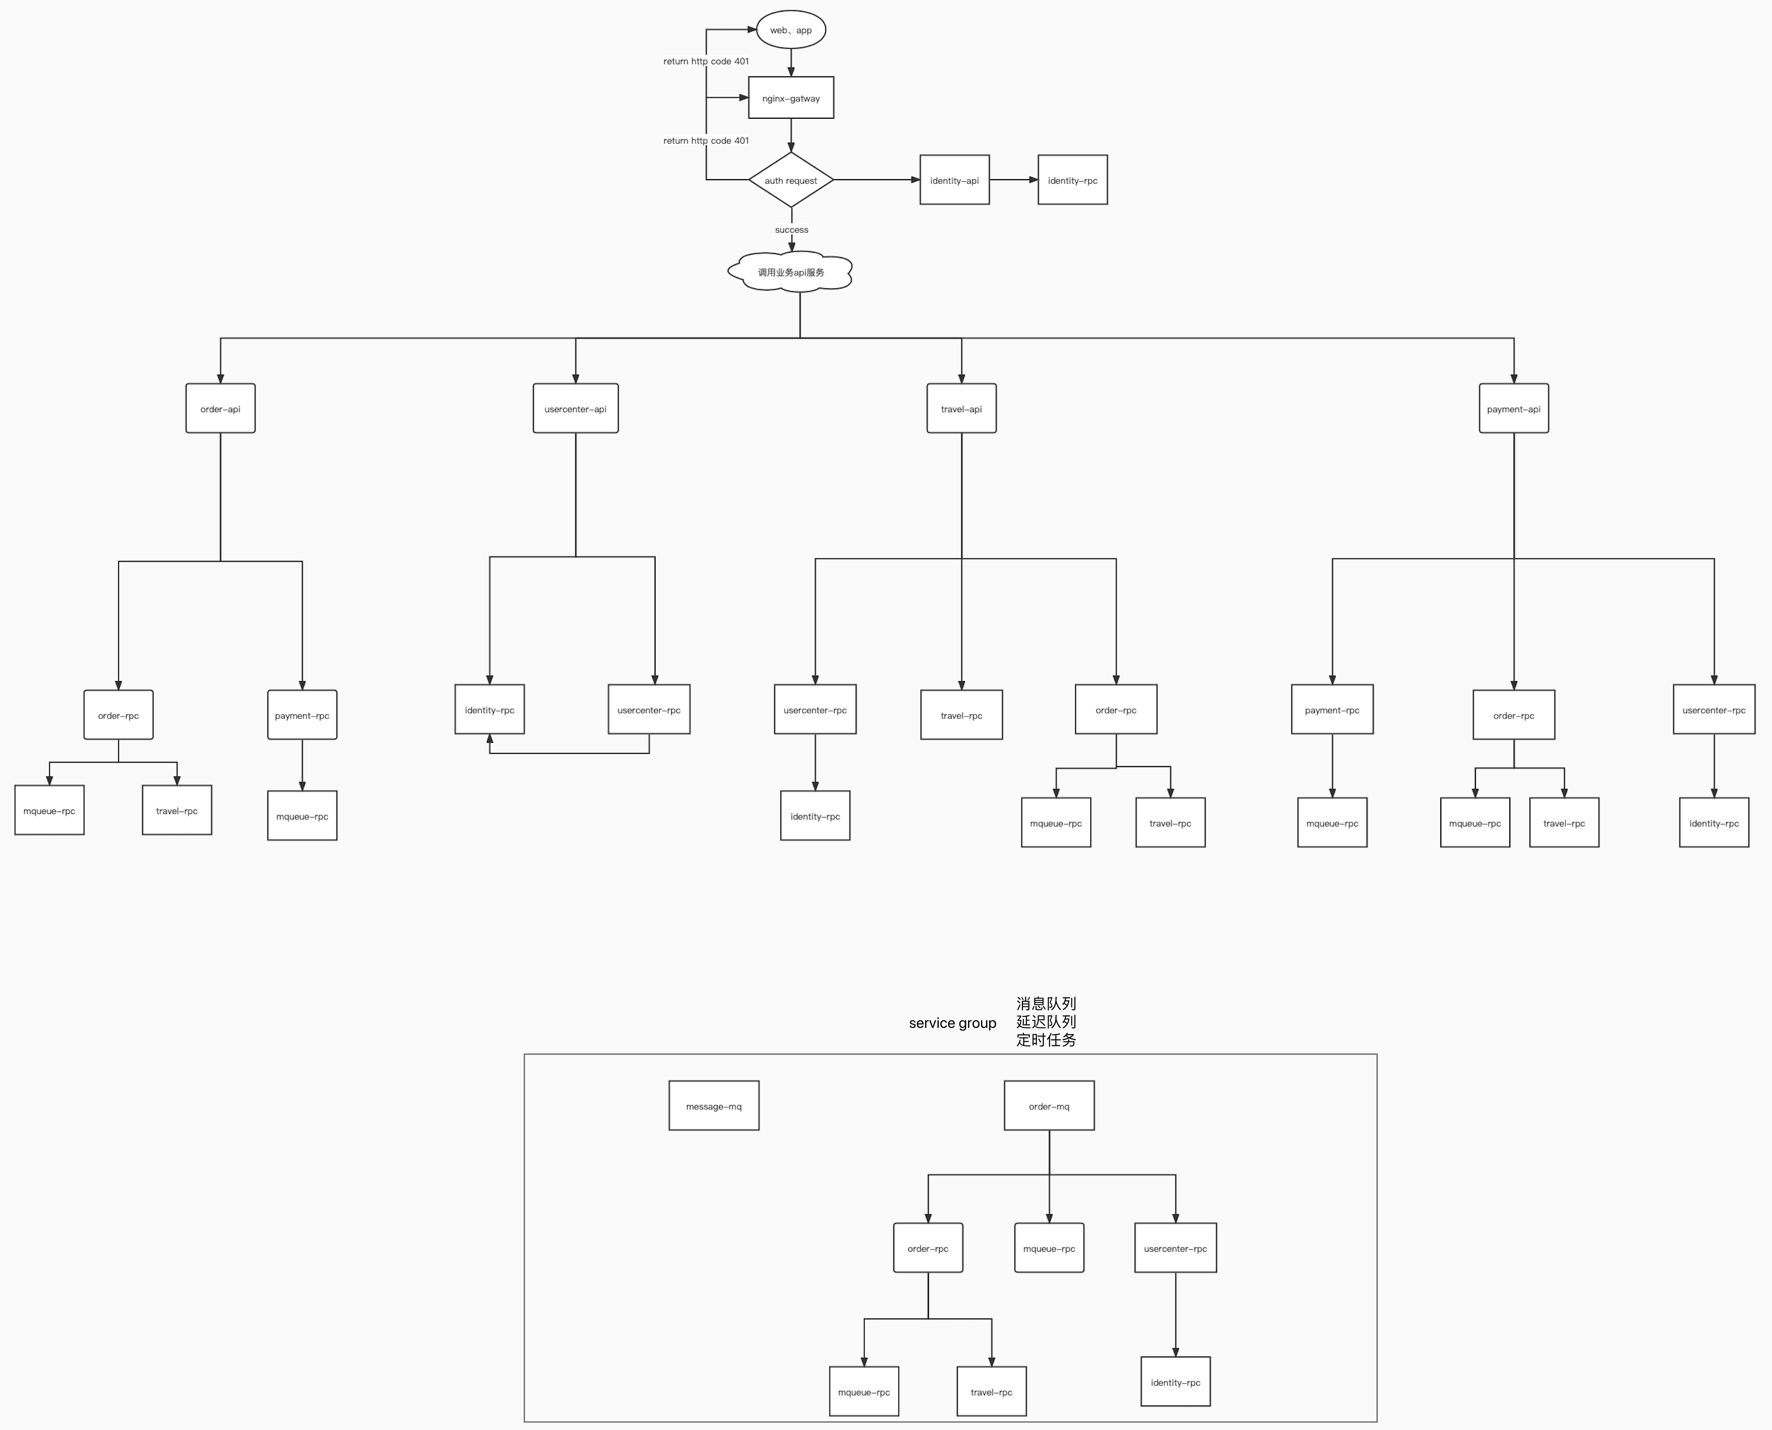 web、app
return http code 401
nginx-gatway
return http code 401
auth request
identity-api
identity-rpc
success
调用业务api服务
order-api
usercenter-api
travel-api
payment-api
order-rpc
payment-rpc
identity-rpc
usercenter-rpc
usercenter-rpc
travel-rpc
order-rpc
payment-rpc
order-rpc
usercenter-rpc
mqueue-rpc
travel-rpc
mqueue-rpc
identity-rpc
mqueue-rpc
travel-rpc
mqueue-rpc
mqueue-rpc
travel-rpc
identity-rpc
service group
消息队列
延迟队列
定时任务
message-mq
order-mq
order-rpc
mqueue-rpc
usercenter-rpc
mqueue-rpc
travel-rpc
identity-rpc